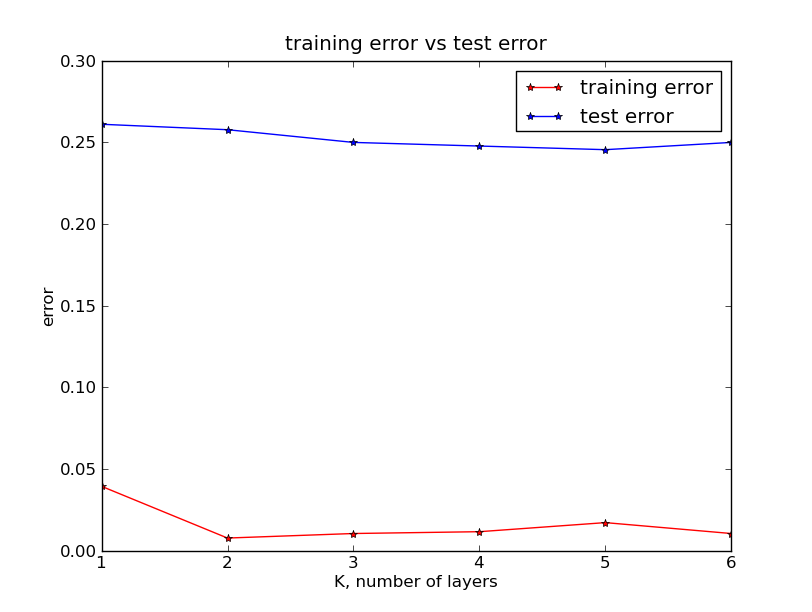 training error vs test error
0.30
0.25
0.20
0.15
0.10
0.05
0.00
error
training error
test error
1 2 3 4 5 6
K, number of layers